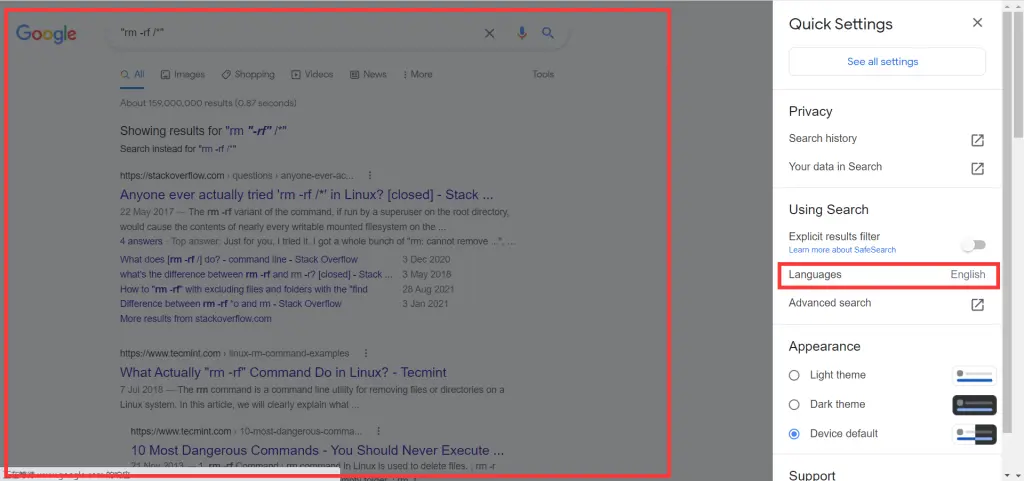 Google
"rm -rf /*"
All Images Shopping Videos News More Tools
About 159,000,000 results (0.87 seconds)
Showing results for "rm "-rf" /*"
Search instead for "rm -rf /*"
https://stackoverflow.com › questions › anyone-ever-ac...
Anyone ever actually tried 'rm -rf /*' in Linux? [closed] - Stack ...
22 May 2017 — The rm -rf variant of the command, if run by a superuser on the root directory,
would cause the contents of nearly every writable mounted filesystem on the ...
4 answers · Top answer: Just for you, I tried it. I got a whole bunch of "rm: cannot remove ...", ...
What does [rm -rf /] do? - command line - Stack Overflow 3 Dec 2020
what's the difference between rm -rf and rm -r? [closed] - Stack ... 3 May 2018
How to "rm -rf" with excluding files and folders with the "find 28 Aug 2021
Difference between rm -rf *o and rm - Stack Overflow 3 Jan 2021
More results from stackoverflow.com
https://www.tecmint.com › linux-rm-command-examples
What Actually "rm -rf" Command Do in Linux? - Tecmint
7 Jul 2018 — The rm command is a command line utility for removing files or directories on a
Linux system. In this article, we will clearly explain what ...
https://www.tecmint.com › 10-most-dangerous-comma...
10 Most Dangerous Commands - You Should Never Execute ...
21 Nov 2013 — 1. rm -rf Command · rm command in Linux is used to delete files. , rm -r
empty folder.
正在等待 www.google.com 的响应
Quick Settings
See all settings
Privacy
Search history
Your data in Search
Using Search
Explicit results filter
Learn more about SafeSearch
Languages English
Advanced search
Appearance
Light theme
Dark theme
Device default
Support